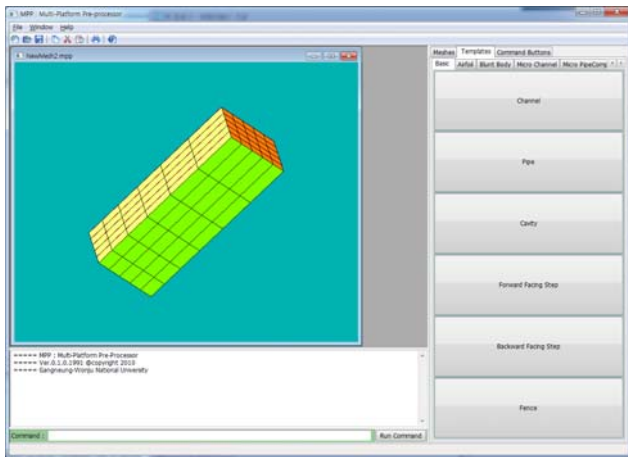 MPP : Multi-Platform Pre-processor
File Window Help
NewMesh2.mpp
Meshes Templates Command Buttons
Basic Airfoil Blunt Body Micro Channel Micro PipeComp
Channel
Pipe
Cavity
Forward Facing Step
Backward Facing Step
Fence
===== MPP : Multi-Platform Pre-Processor
===== Ver.0.1.0.1991 @copyright 2010
===== Gangneung-Wonju National University
Command :
Run Command